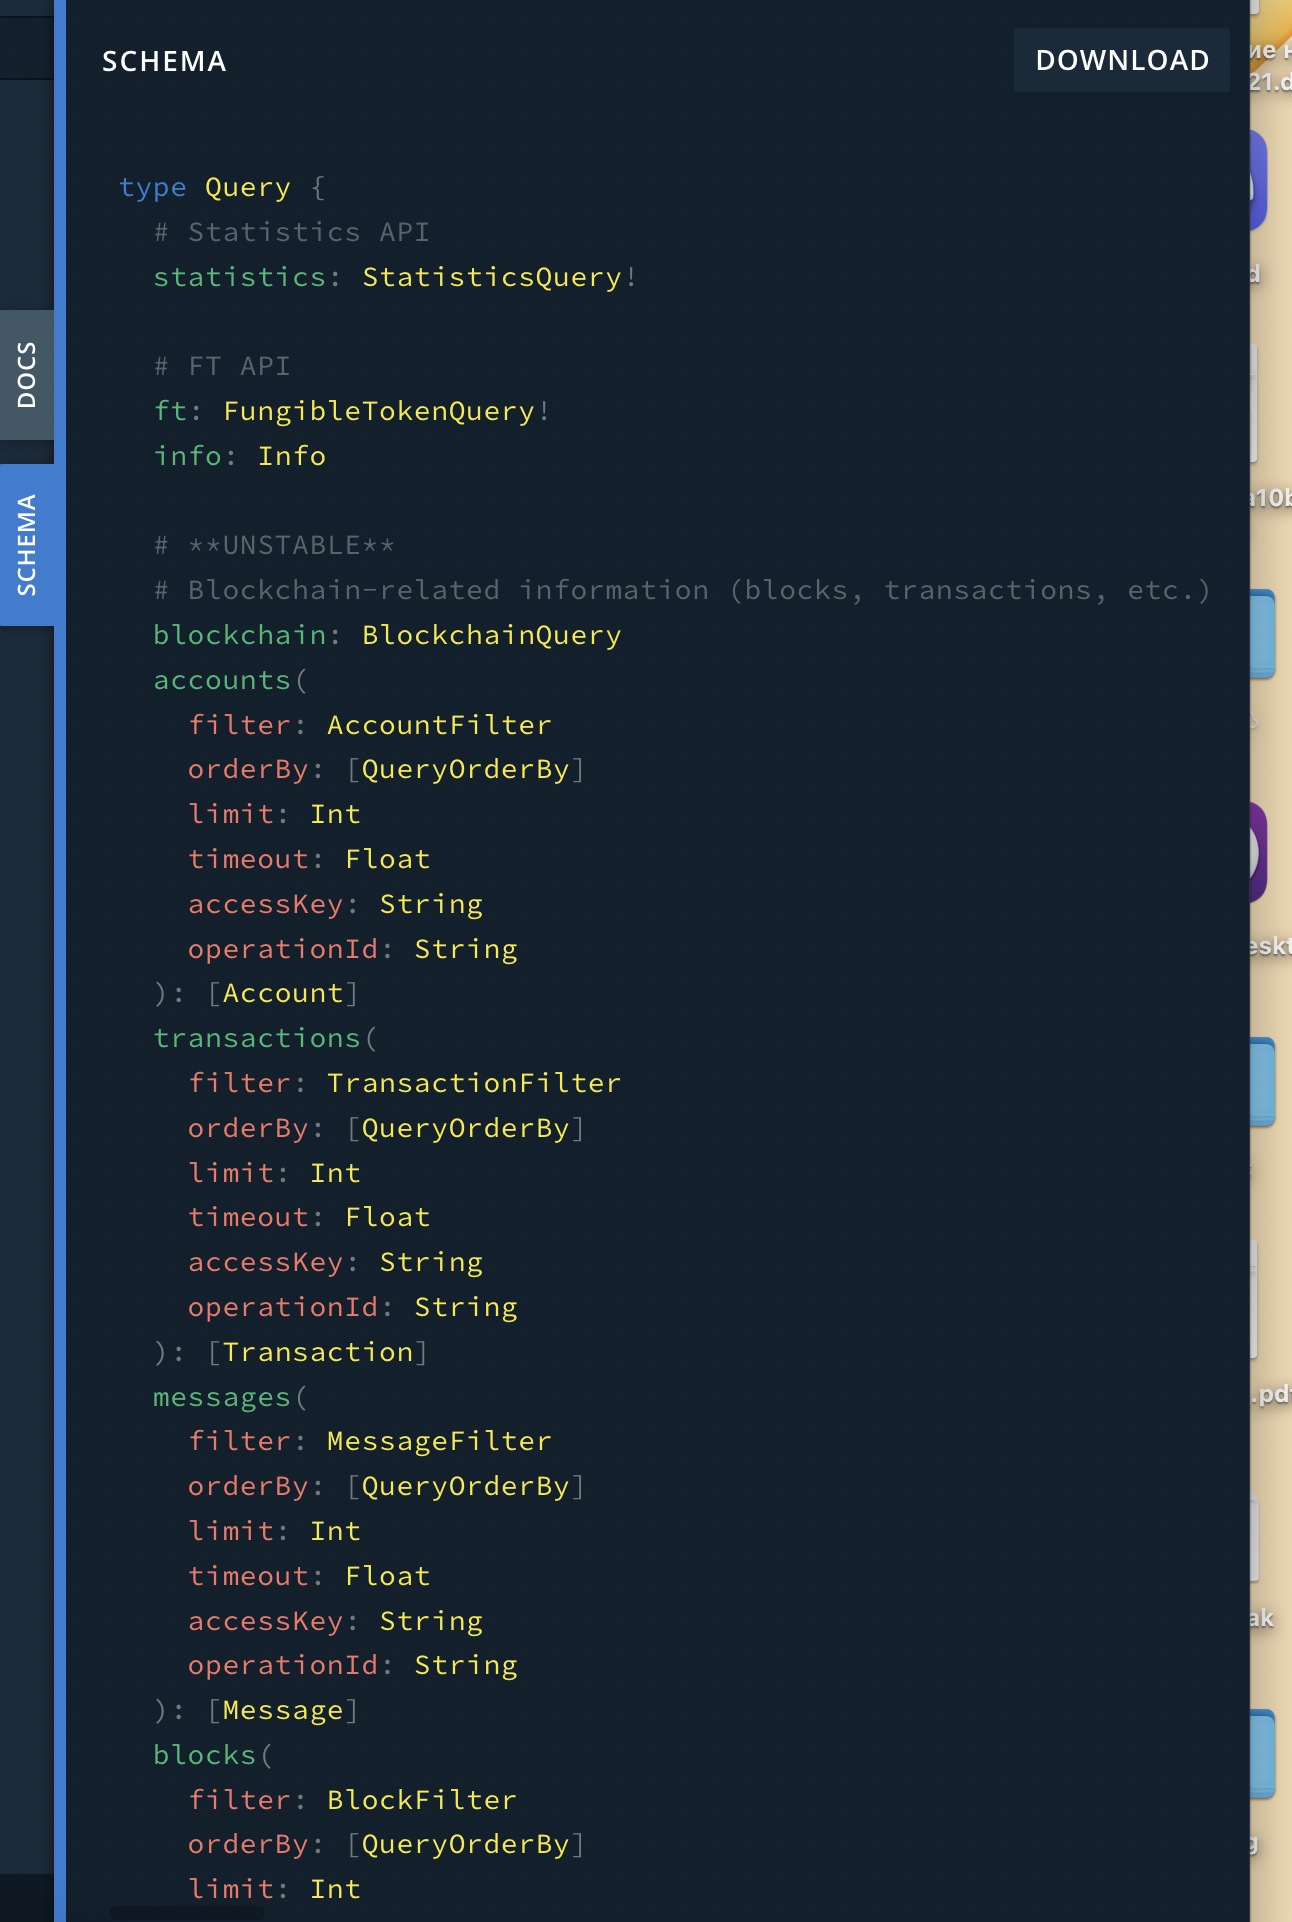 SCHEMA
DOWNLOAD
type Query {
  # Statistics API
  statistics: StatisticsQuery!

  # FT API
  ft: FungibleTokenQuery!
  info: Info

  # **UNSTABLE**
  # Blockchain-related information (blocks, transactions, etc.)
  blockchain: BlockchainQuery
  accounts(
    filter: AccountFilter
    orderBy: [QueryOrderBy]
    limit: Int
    timeout: Float
    accessKey: String
    operationId: String
  ): [Account]
  transactions(
    filter: TransactionFilter
    orderBy: [QueryOrderBy]
    limit: Int
    timeout: Float
    accessKey: String
    operationId: String
  ): [Transaction]
  messages(
    filter: MessageFilter
    orderBy: [QueryOrderBy]
    limit: Int
    timeout: Float
    accessKey: String
    operationId: String
  ): [Message]
  blocks(
    filter: BlockFilter
    orderBy: [QueryOrderBy]
    limit: Int
DOCS
SCHEMA
21.d
a10b
eskt
.pdf
ak